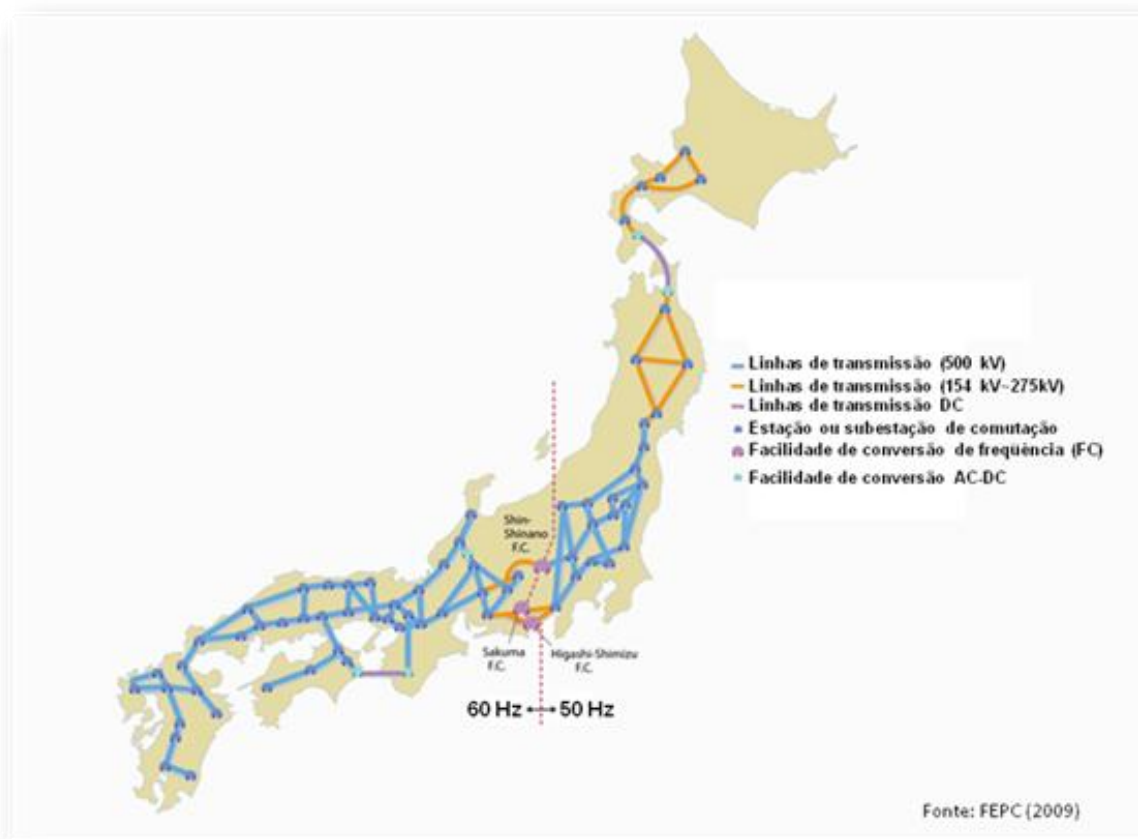 Linhas de transmissão (500 kV)
Linhas de transmissão (154 kV-275kV)
Linhas de transmissão DC
Estação ou subestação de comutação
Facilidade de conversão de freqüência (FC)
Facilidade de conversão AC-DC
Shin-
Shinano
F.C.
Sakuma
F.C.
Higashi-Shimizu
F.C.
60 Hz
50 Hz
Fonte: FEPC (2009)